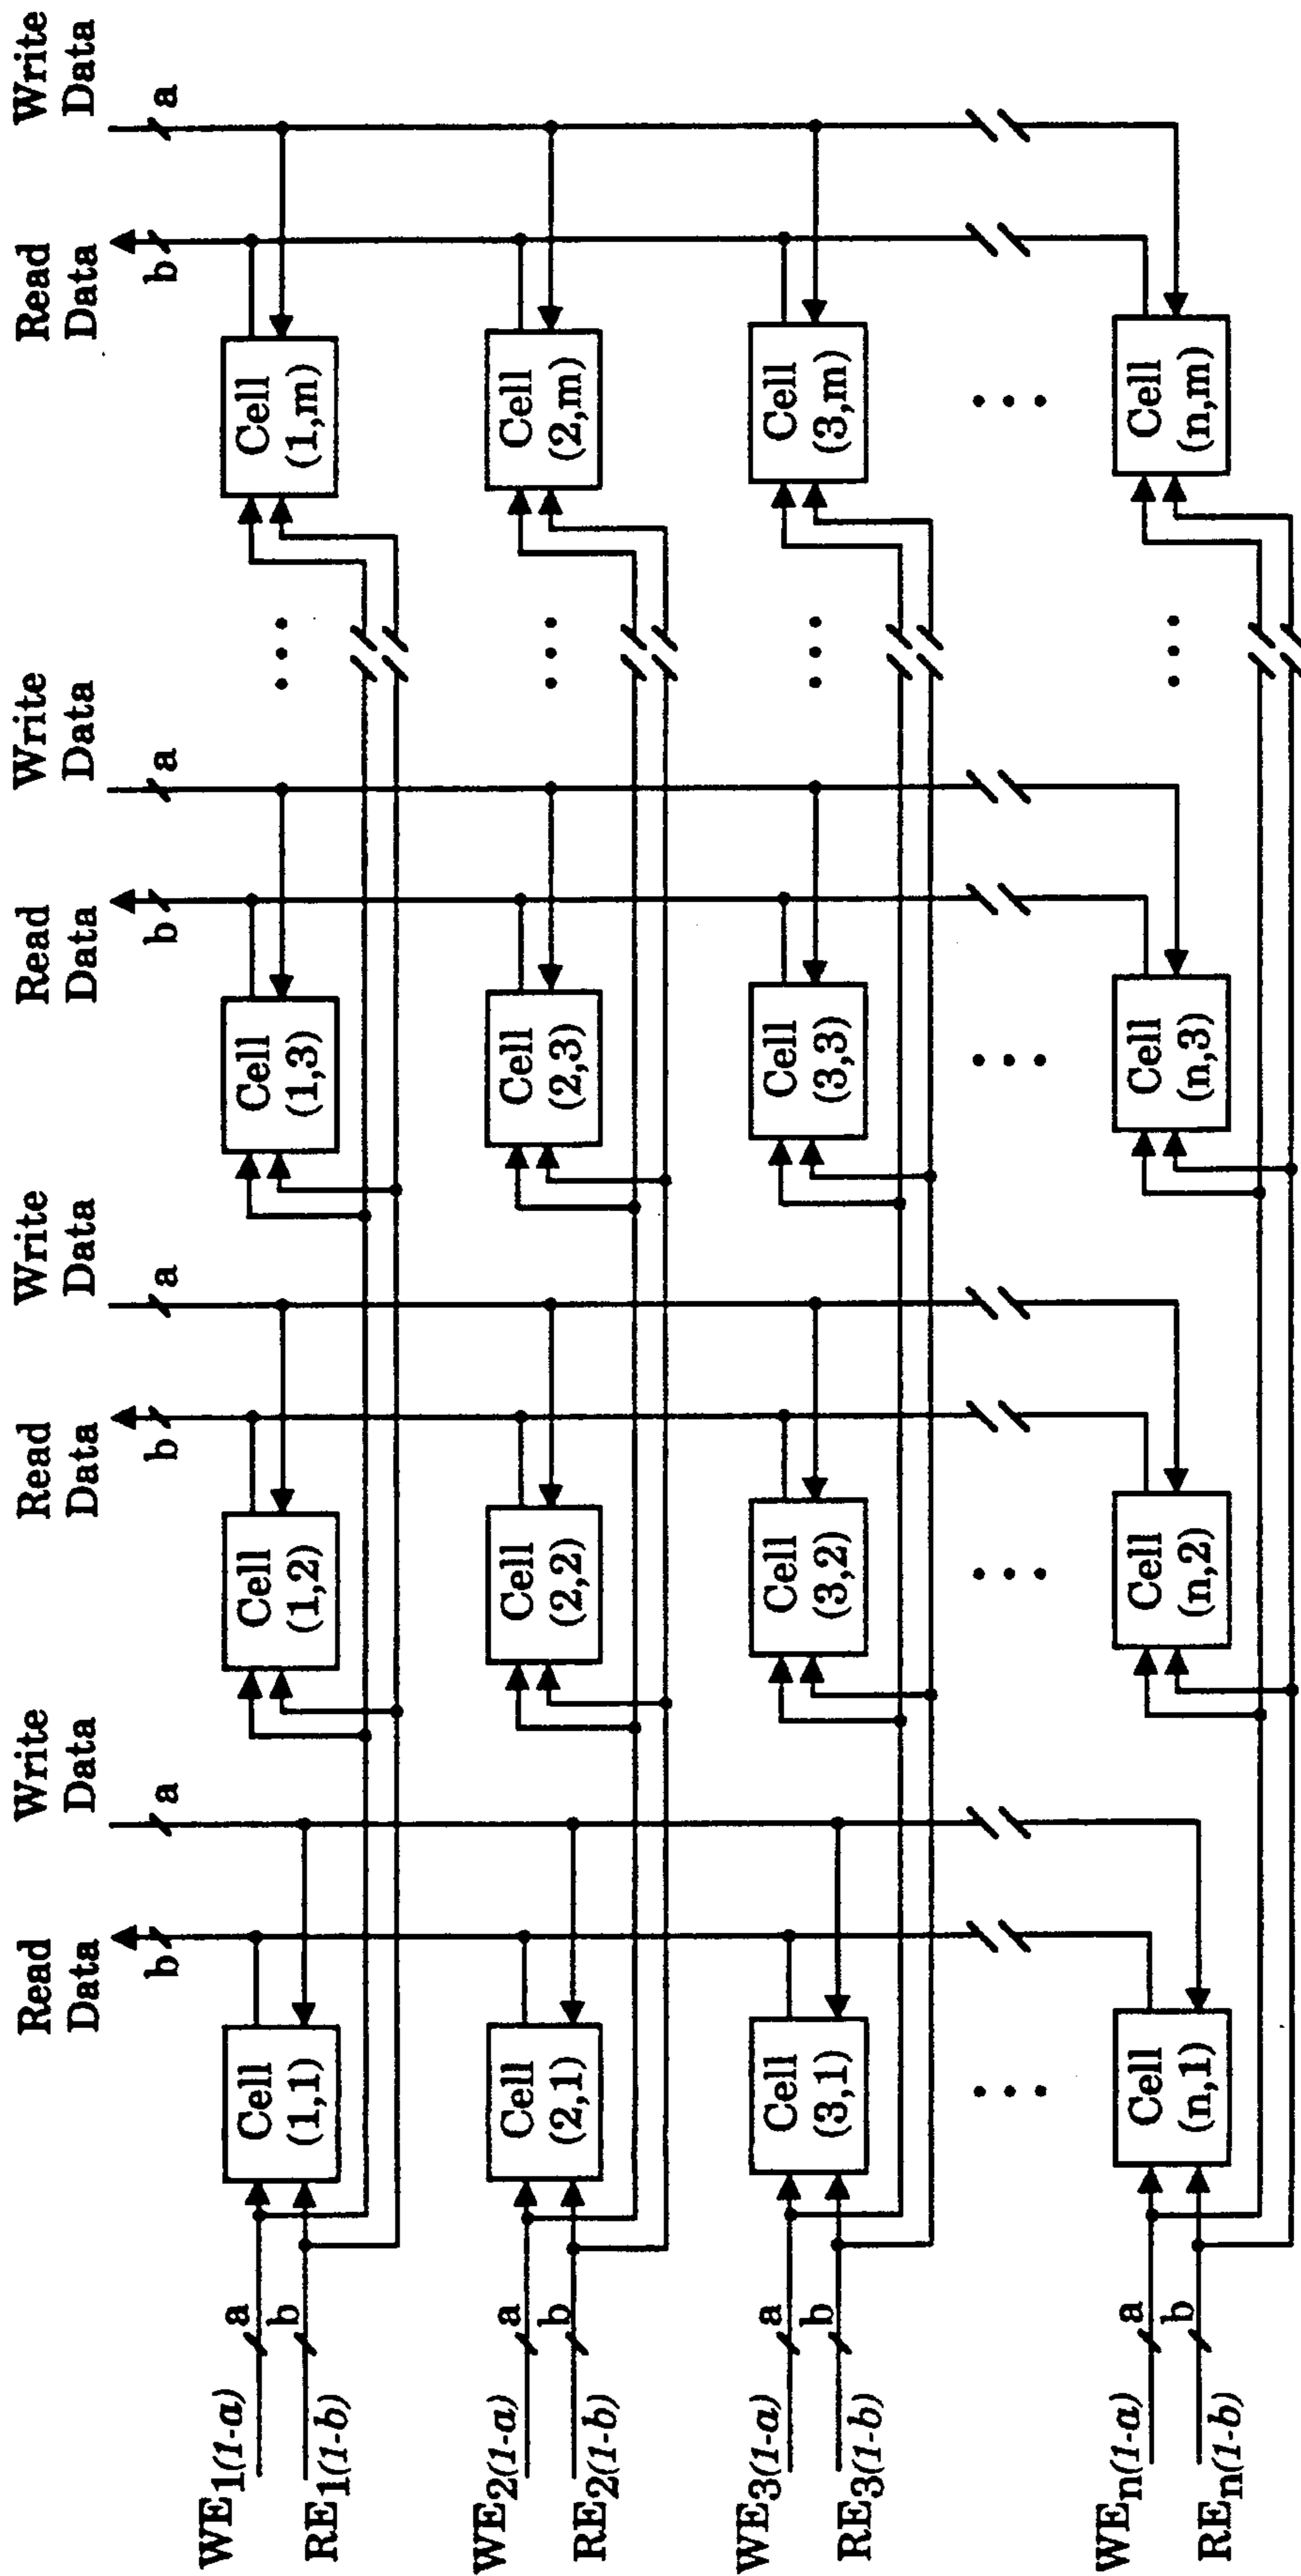 Read
Data
Write
Data
Read
Data
Write
Data
Read
Data
Write
Data
Read
Data
Write
Data
b
a
b
a
b
a
b
a
WE1(1-a)
a
RE1(1-b)
b
Cell
(1,1)
Cell
(1,2)
Cell
(1,3)
Cell
(1,m)
WE2(1-a)
a
RE2(1-b)
b
Cell
(2,1)
Cell
(2,2)
Cell
(2,3)
Cell
(2,m)
WE3(1-a)
a
RE3(1-b)
b
Cell
(3,1)
Cell
(3,2)
Cell
(3,3)
Cell
(3,m)
WEn(1-a)
a
REn(1-b)
b
Cell
(n,1)
Cell
(n,2)
Cell
(n,3)
Cell
(n,m)